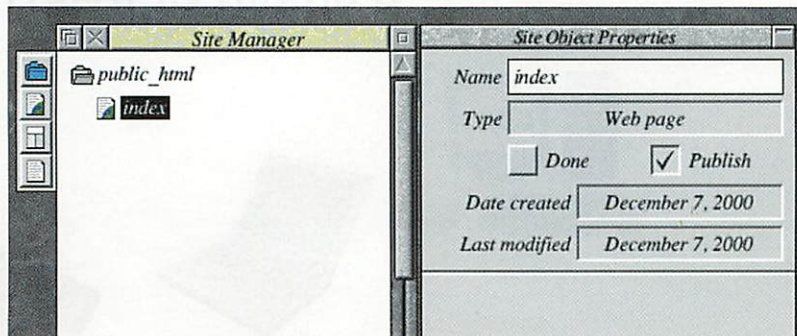 Site Manager
public_html
index
Site Object Properties
Name index
Type Web page
Done Publish
Date created December 7, 2000
Last modified December 7, 2000